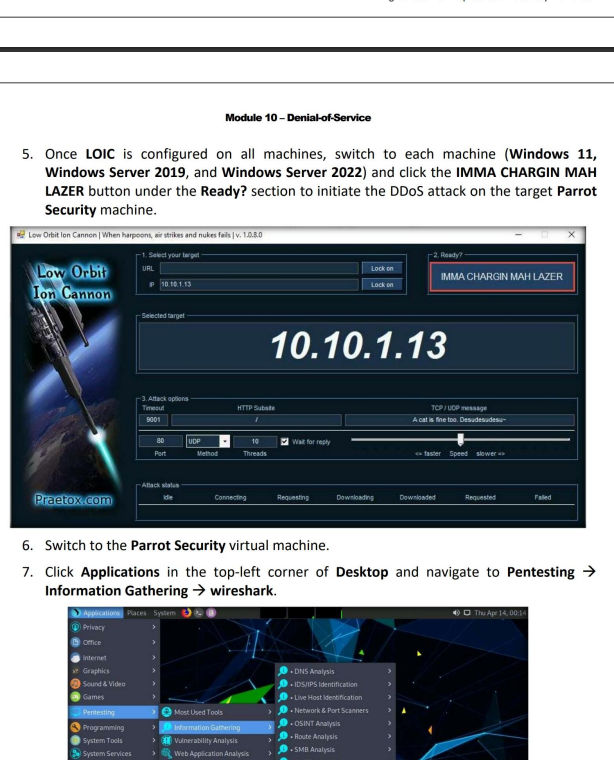 Module 10 – Denial-of-Service
5. Once LOIC is configured on all machines, switch to each machine (Windows 11,
Windows Server 2019, and Windows Server 2022) and click the IMMA CHARGIN MAH
LAZER button under the Ready? section to initiate the DDoS attack on the target Parrot
Security machine.
Low Orbit Ion Cannon | When harpoons, air strikes and nukes fails | v. 1.0.8.0
Low Orbit
Ion Cannon
1. Select your target
URL
Lock on
IP 10.10.1.13
Lock on
2. Ready?
IMMA CHARGIN MAH LAZER
Selected target
10.10.1.13
3. Attack options
Timeout HTTP Subsite TCP / UDP message
9001 / A cat is fine too. Desudesudesu~
80 UDP 10 Wait for reply
Port Method Threads <= faster Speed slower =>
Attack status
Idle Connecting Requesting Downloading Downloaded Requested Failed
Praetox.com
6. Switch to the Parrot Security virtual machine.
7. Click Applications in the top-left corner of Desktop and navigate to Pentesting →
Information Gathering → wireshark.
Applications Places System Thu Apr 14, 00:14
Privacy
Office
Internet
Graphics
Sound & Video
Games
Pentesting
Programming
System Tools
System Services
Most Used Tools
Information Gathering
Vulnerability Analysis
Web Application Analysis
• DNS Analysis
• IDS/IPS Identification
• Live Host Identification
• Network & Port Scanners
• OSINT Analysis
• Route Analysis
• SMB Analysis